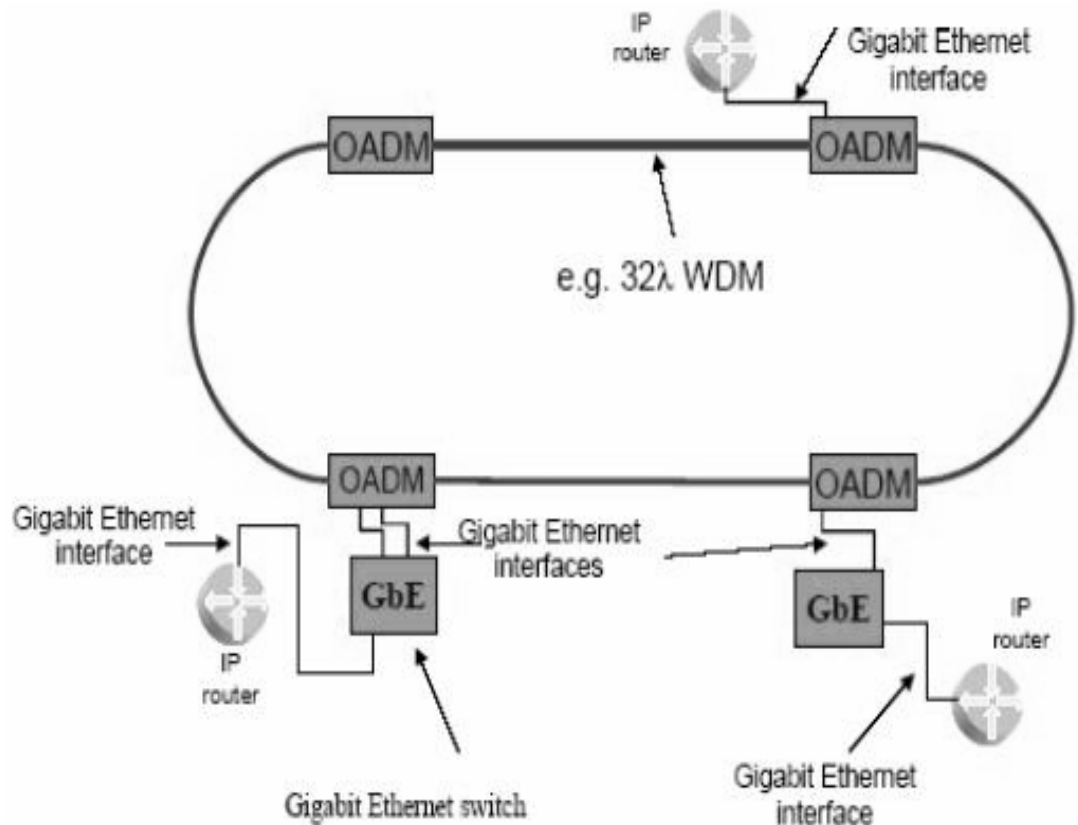 IP
router
Gigabit Ethernet
interface
OADM
OADM
e.g. 32λ WDM
OADM
OADM
Gigabit Ethernet
interface
Gigabit Ethernet
interfaces
GbE
GbE
IP
router
IP
router
Gigabit Ethernet switch
Gigabit Ethernet
interface